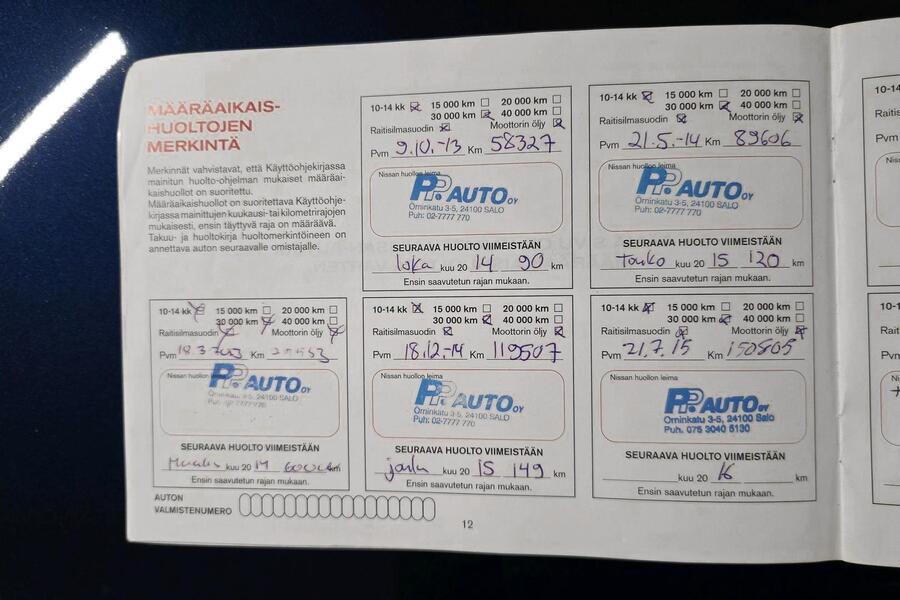 MÄÄRÄAIKAIS-
HUOLTOJEN
MERKINTÄ
Merkinnät vahvistavat, että Käyttöohjekirjassa
mainitun huolto-ohjelman mukaiset määräai-
kaishuollot on suoritettu.
Määräaikaishuollot on suoritettava Käyttöohje-
kirjassa mainittujen kuukausi- tai kilometrirajojen
mukaisesti, ensin täyttyvä raja on määräävä.
Takuu- ja huoltokirja huoltomerkintöineen on
annettava auton seuraavalle omistajalle.
10-14 kk 15 000 km 20 000 km
30 000 km 40 000 km
Raitisilmasuodin Moottorin öljy
Pvm 9.10.-13 Km 58327
Nissan huollon leima
PP.AUTO OY
Örninkatu 3-5, 24100 SALO
Puh: 02-7777 770
SEURAAVA HUOLTO VIIMEISTÄÄN
loka kuu 20 14 90 km
Ensin saavutetun rajan mukaan.
10-14 kk 15 000 km 20 000 km
30 000 km 40 000 km
Raitisilmasuodin Moottorin öljy
Pvm 21.5.-14 Km 89606
Nissan huollon leima
PP.AUTO OY
Örninkatu 3-5, 24100 SALO
Puh: 02-7777 770
SEURAAVA HUOLTO VIIMEISTÄÄN
Touko kuu 20 15 120 km
Ensin saavutetun rajan mukaan.
10-14 kk 15 000 km 20 000 km
30 000 km 40 000 km
Raitisilmasuodin Moottorin öljy
Pvm Km
Nissan huollon leima
PP.AUTO OY
3-5, 24100 SALO
7777 770
SEURAAVA HUOLTO VIIMEISTÄÄN
kuu 20 14 km
Ensin saavutetun rajan mukaan.
10-14 kk 15 000 km 20 000 km
30 000 km 40 000 km
Raitisilmasuodin Moottorin öljy
Pvm 18.12.-14 Km 119507
Nissan huollon leima
PP.AUTO OY
Örninkatu 3-5, 24100 SALO
Puh: 02-7777 770
SEURAAVA HUOLTO VIIMEISTÄÄN
joulu kuu 20 15 149 km
Ensin saavutetun rajan mukaan.
10-14 kk 15 000 km 20 000 km
30 000 km 40 000 km
Raitisilmasuodin Moottorin öljy
Pvm 21.7.15 Km 150805
Nissan huollon leima
PP.AUTO OY
Örninkatu 3-5, 24100 Salo
Puh. 075 3040 5130
SEURAAVA HUOLTO VIIMEISTÄÄN
kuu 20 16 km
Ensin saavutetun rajan mukaan.
AUTON
VALMISTENUMERO
12